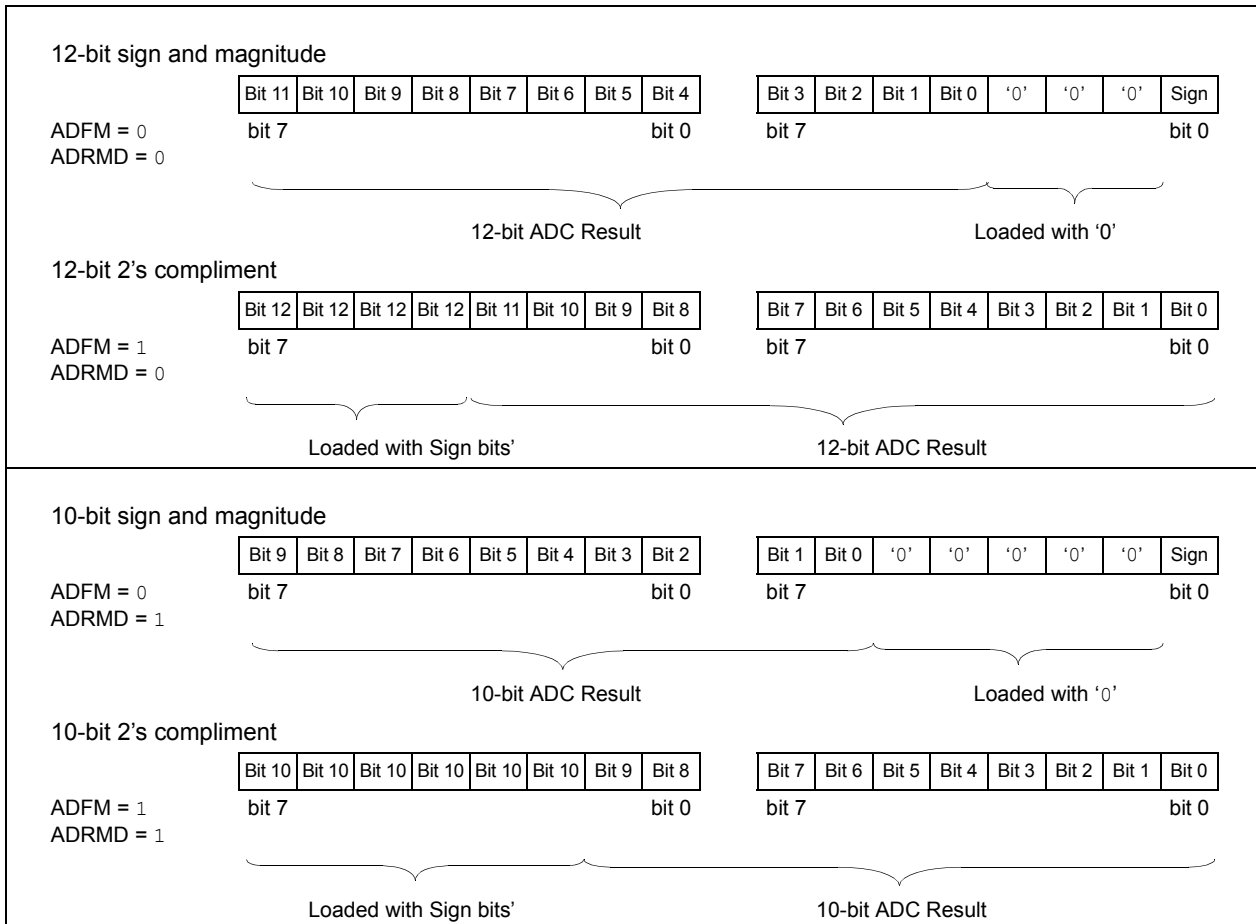 12-bit sign and magnitude
Bit 11 Bit 10 Bit 9 Bit 8 Bit 7 Bit 6 Bit 5 Bit 4 Bit 3 Bit 2 Bit 1 Bit 0 ‘0’ ‘0’ ‘0’ Sign
ADFM = 0 bit 7 bit 0 bit 7 bit 0
ADRMD = 0
12-bit ADC Result Loaded with ‘0’
12-bit 2’s compliment
Bit 12 Bit 12 Bit 12 Bit 12 Bit 11 Bit 10 Bit 9 Bit 8 Bit 7 Bit 6 Bit 5 Bit 4 Bit 3 Bit 2 Bit 1 Bit 0
ADFM = 1 bit 7 bit 0 bit 7 bit 0
ADRMD = 0
Loaded with Sign bits’ 12-bit ADC Result
10-bit sign and magnitude
Bit 9 Bit 8 Bit 7 Bit 6 Bit 5 Bit 4 Bit 3 Bit 2 Bit 1 Bit 0 ‘0’ ‘0’ ‘0’ ‘0’ ‘0’ Sign
ADFM = 0 bit 7 bit 0 bit 7 bit 0
ADRMD = 1
10-bit ADC Result Loaded with ‘0’
10-bit 2’s compliment
Bit 10 Bit 10 Bit 10 Bit 10 Bit 10 Bit 10 Bit 9 Bit 8 Bit 7 Bit 6 Bit 5 Bit 4 Bit 3 Bit 2 Bit 1 Bit 0
ADFM = 1 bit 7 bit 0 bit 7 bit 0
ADRMD = 1
Loaded with Sign bits’ 10-bit ADC Result